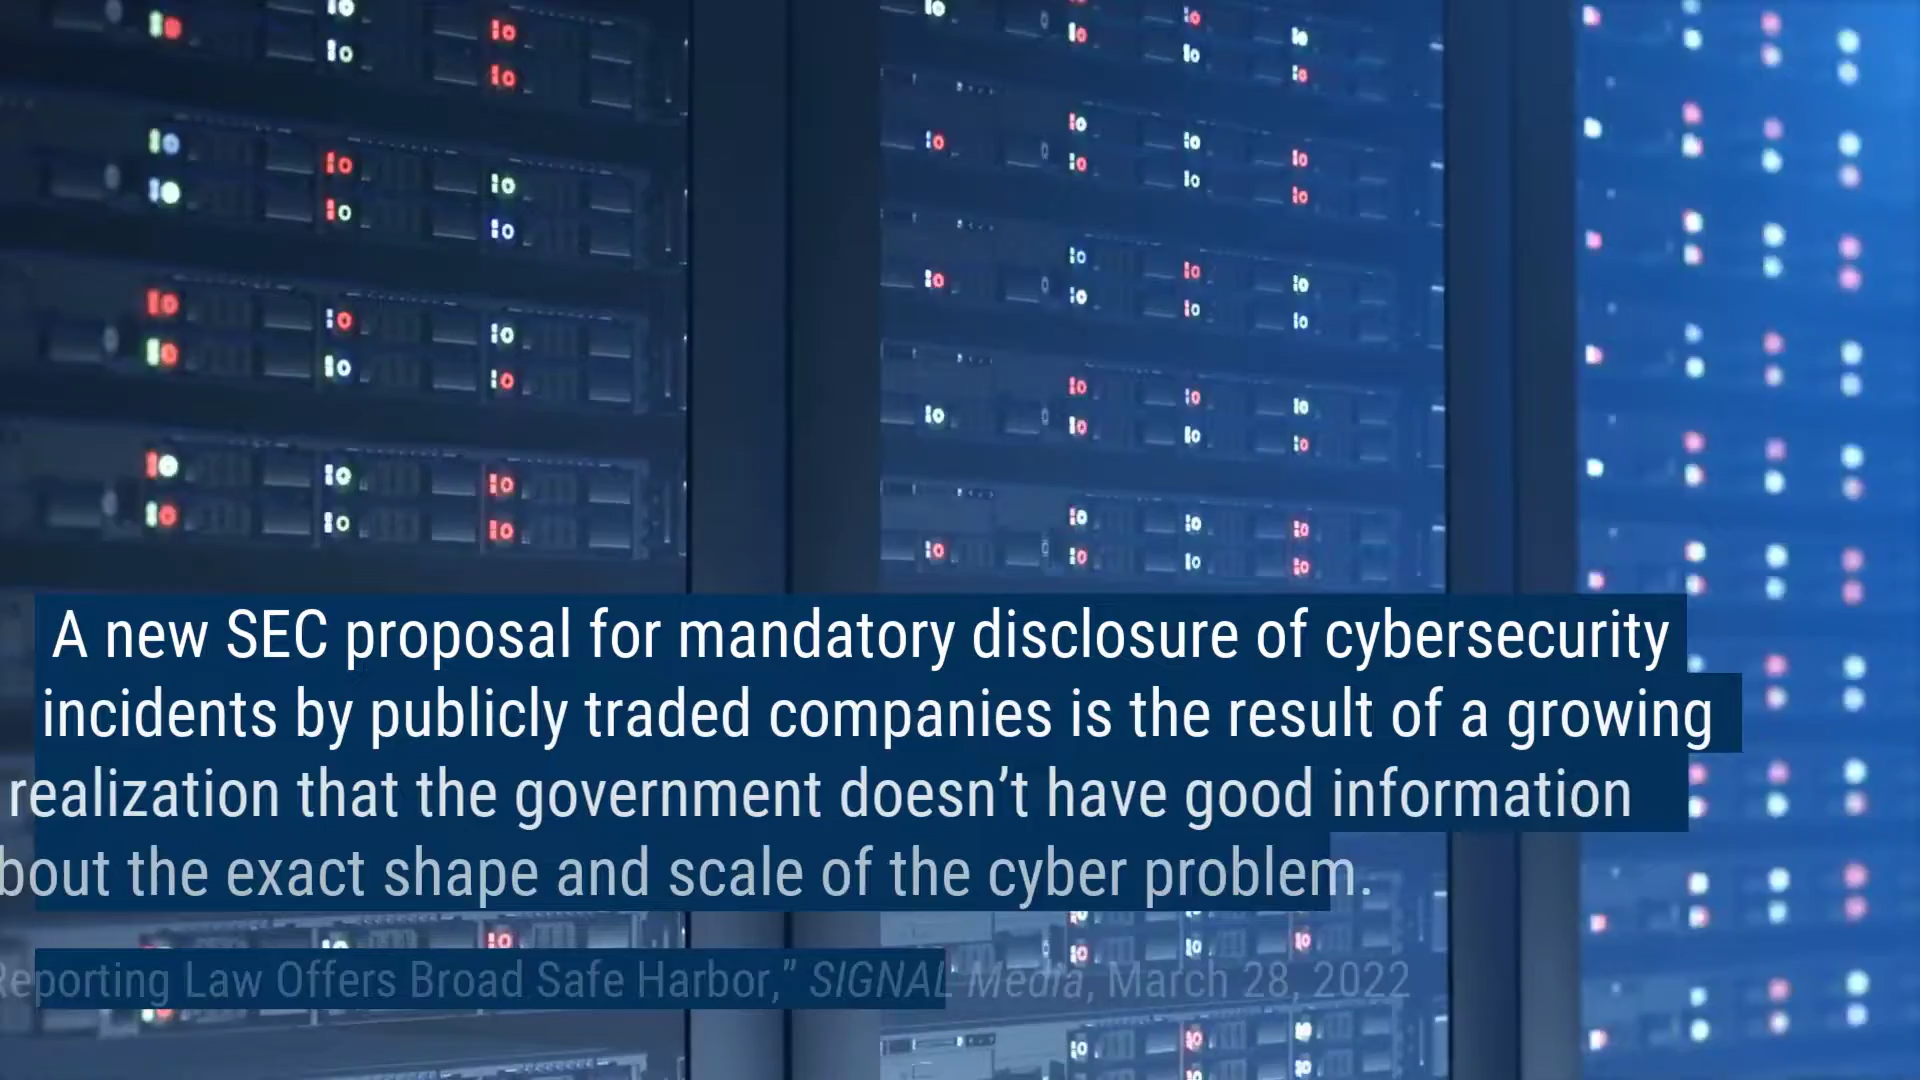 A new SEC proposal for mandatory disclosure of cybersecurity
incidents by publicly traded companies is the result of a growing
realization that the government doesn’t have good information
bout the exact shape and scale of the cyber problem.
Reporting Law Offers Broad Safe Harbor,” SIGNAL Media, March 28, 2022